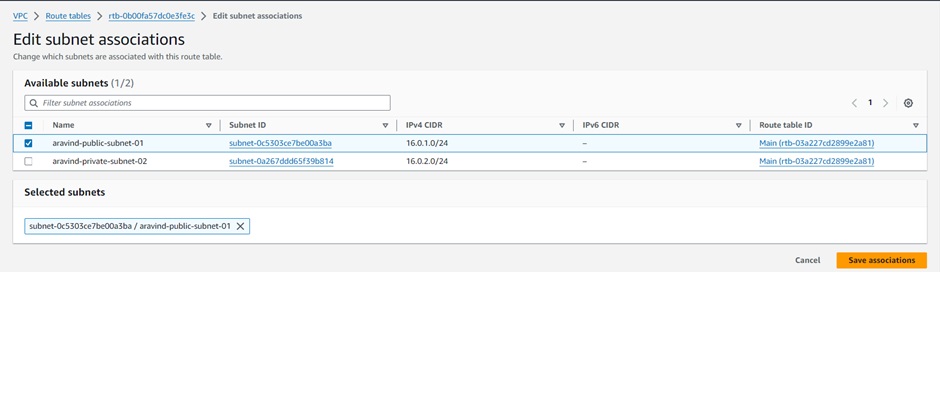 VPC > Route tables > rtb-0b00fa57dc0e3fe3c > Edit subnet associations
Edit subnet associations
Change which subnets are associated with this route table.
Available subnets (1/2)
Filter subnet associations
1
Name Subnet ID IPv4 CIDR IPv6 CIDR Route table ID
aravind-public-subnet-01 subnet-0c5303ce7be00a3ba 16.0.1.0/24 – Main (rtb-03a227cd2899e2a81)
aravind-private-subnet-02 subnet-0a267ddd65f39b814 16.0.2.0/24 – Main (rtb-03a227cd2899e2a81)
Selected subnets
subnet-0c5303ce7be00a3ba / aravind-public-subnet-01
Cancel Save associations